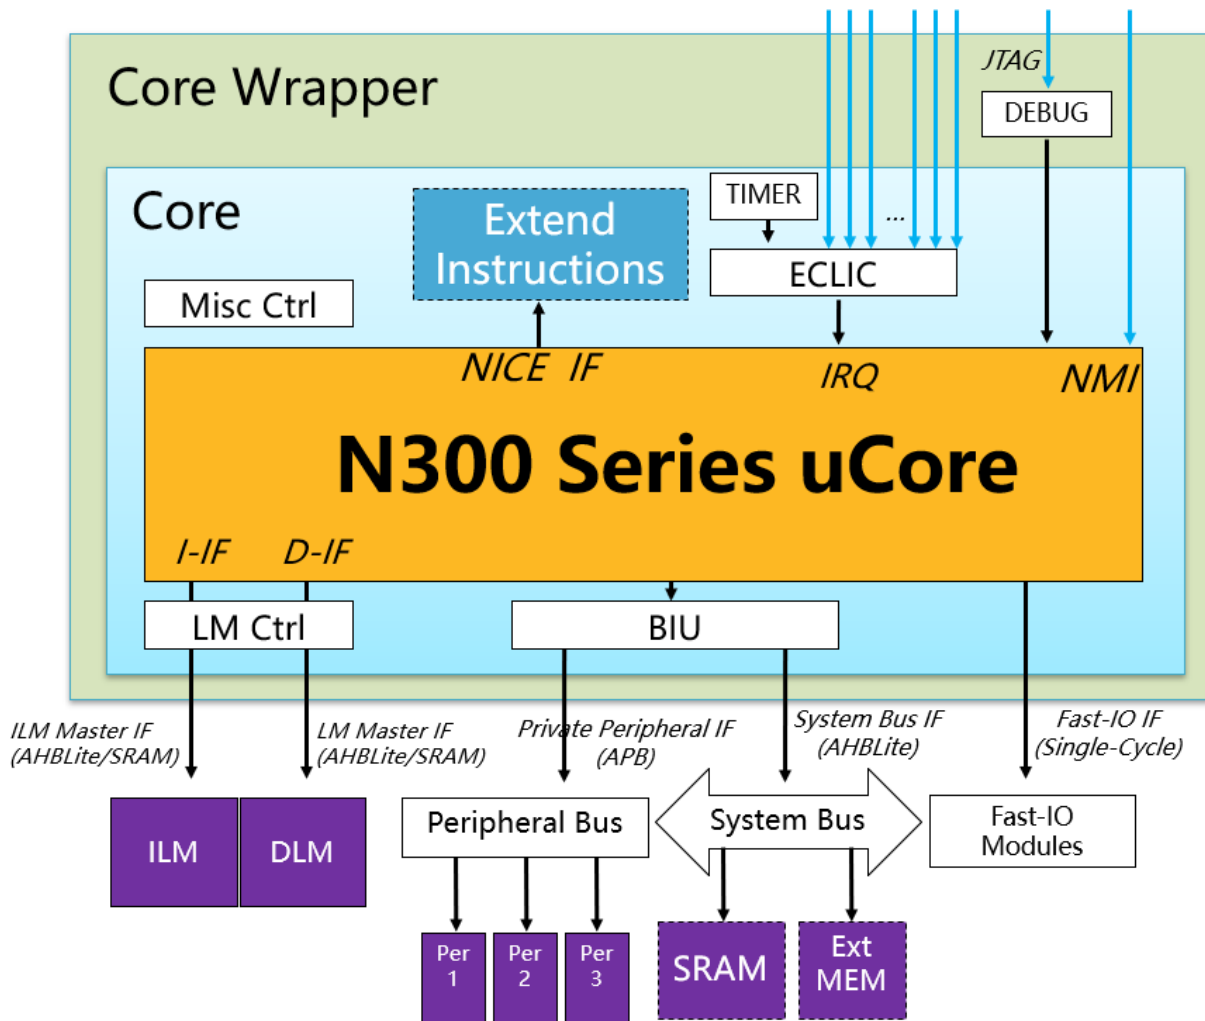 JTAG
Core Wrapper
DEBUG
Core
TIMER
Extend
Instructions
...
ECLIC
Misc Ctrl
NICE IF
IRQ
NMI
N300 Series uCore
I-IF
D-IF
LM Ctrl
BIU
ILM Master IF
(AHBLite/SRAM)
LM Master IF
(AHBLite/SRAM)
Private Peripheral IF
(APB)
System Bus IF
(AHBLite)
Fast-IO IF
(Single-Cycle)
ILM
DLM
Peripheral Bus
System Bus
Fast-IO
Modules
Per
1
Per
2
Per
3
SRAM
Ext
MEM